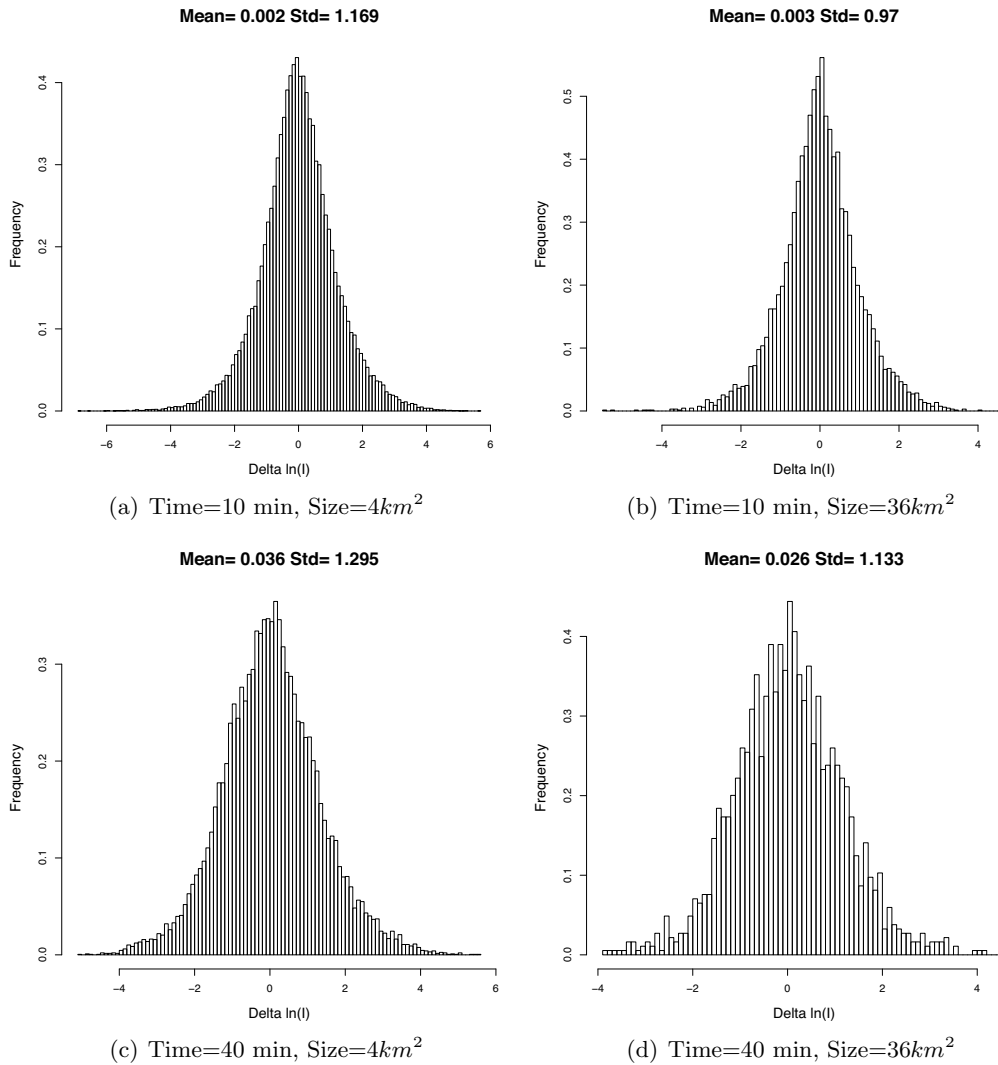 Mean= 0.002 Std= 1.169
Frequency
0.4
0.3
0.2
0.1
0.0
−6 −4 −2 0 2 4 6
Delta ln(I)
(a) Time=10 min, Size=4km²
Mean= 0.003 Std= 0.97
Frequency
0.5
0.4
0.3
0.2
0.1
0.0
−4 −2 0 2 4
Delta ln(I)
(b) Time=10 min, Size=36km²
Mean= 0.036 Std= 1.295
Frequency
0.3
0.2
0.1
0.0
−4 −2 0 2 4 6
Delta ln(I)
(c) Time=40 min, Size=4km²
Mean= 0.026 Std= 1.133
Frequency
0.4
0.3
0.2
0.1
0.0
−4 −2 0 2 4
Delta ln(I)
(d) Time=40 min, Size=36km²